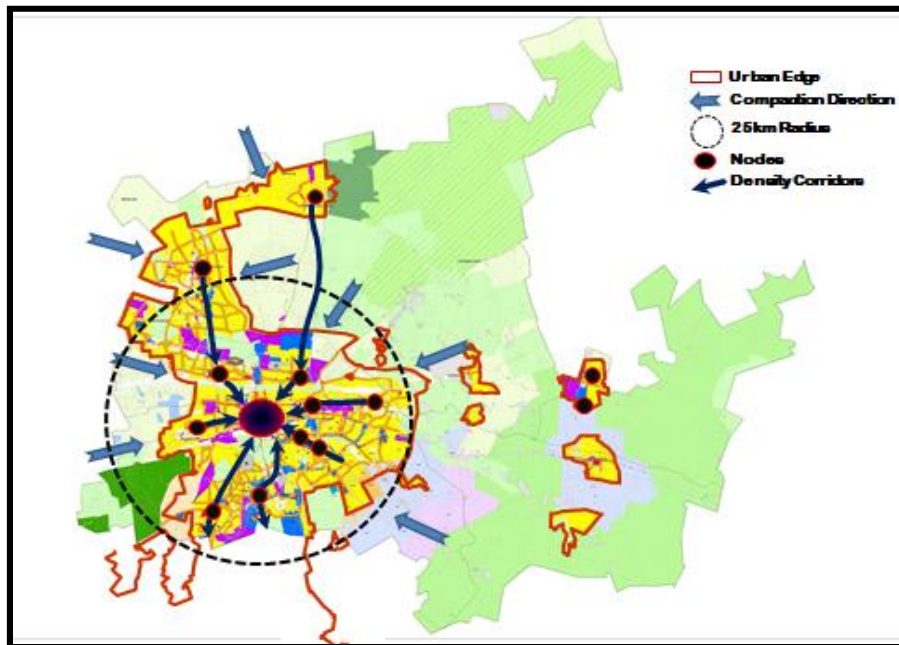 Urban Edge
Compaction Direction
25km Radius
Nodes
Density Corridors